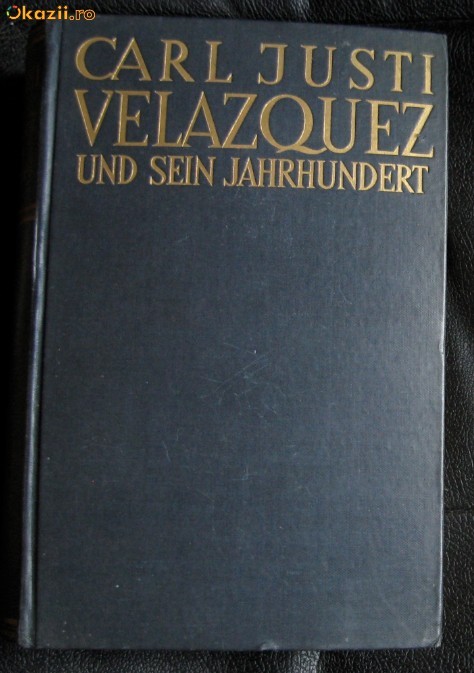 Okazii.ro
CARL JUSTI
VELAZQUEZ
UND SEIN JAHRHUNDERT